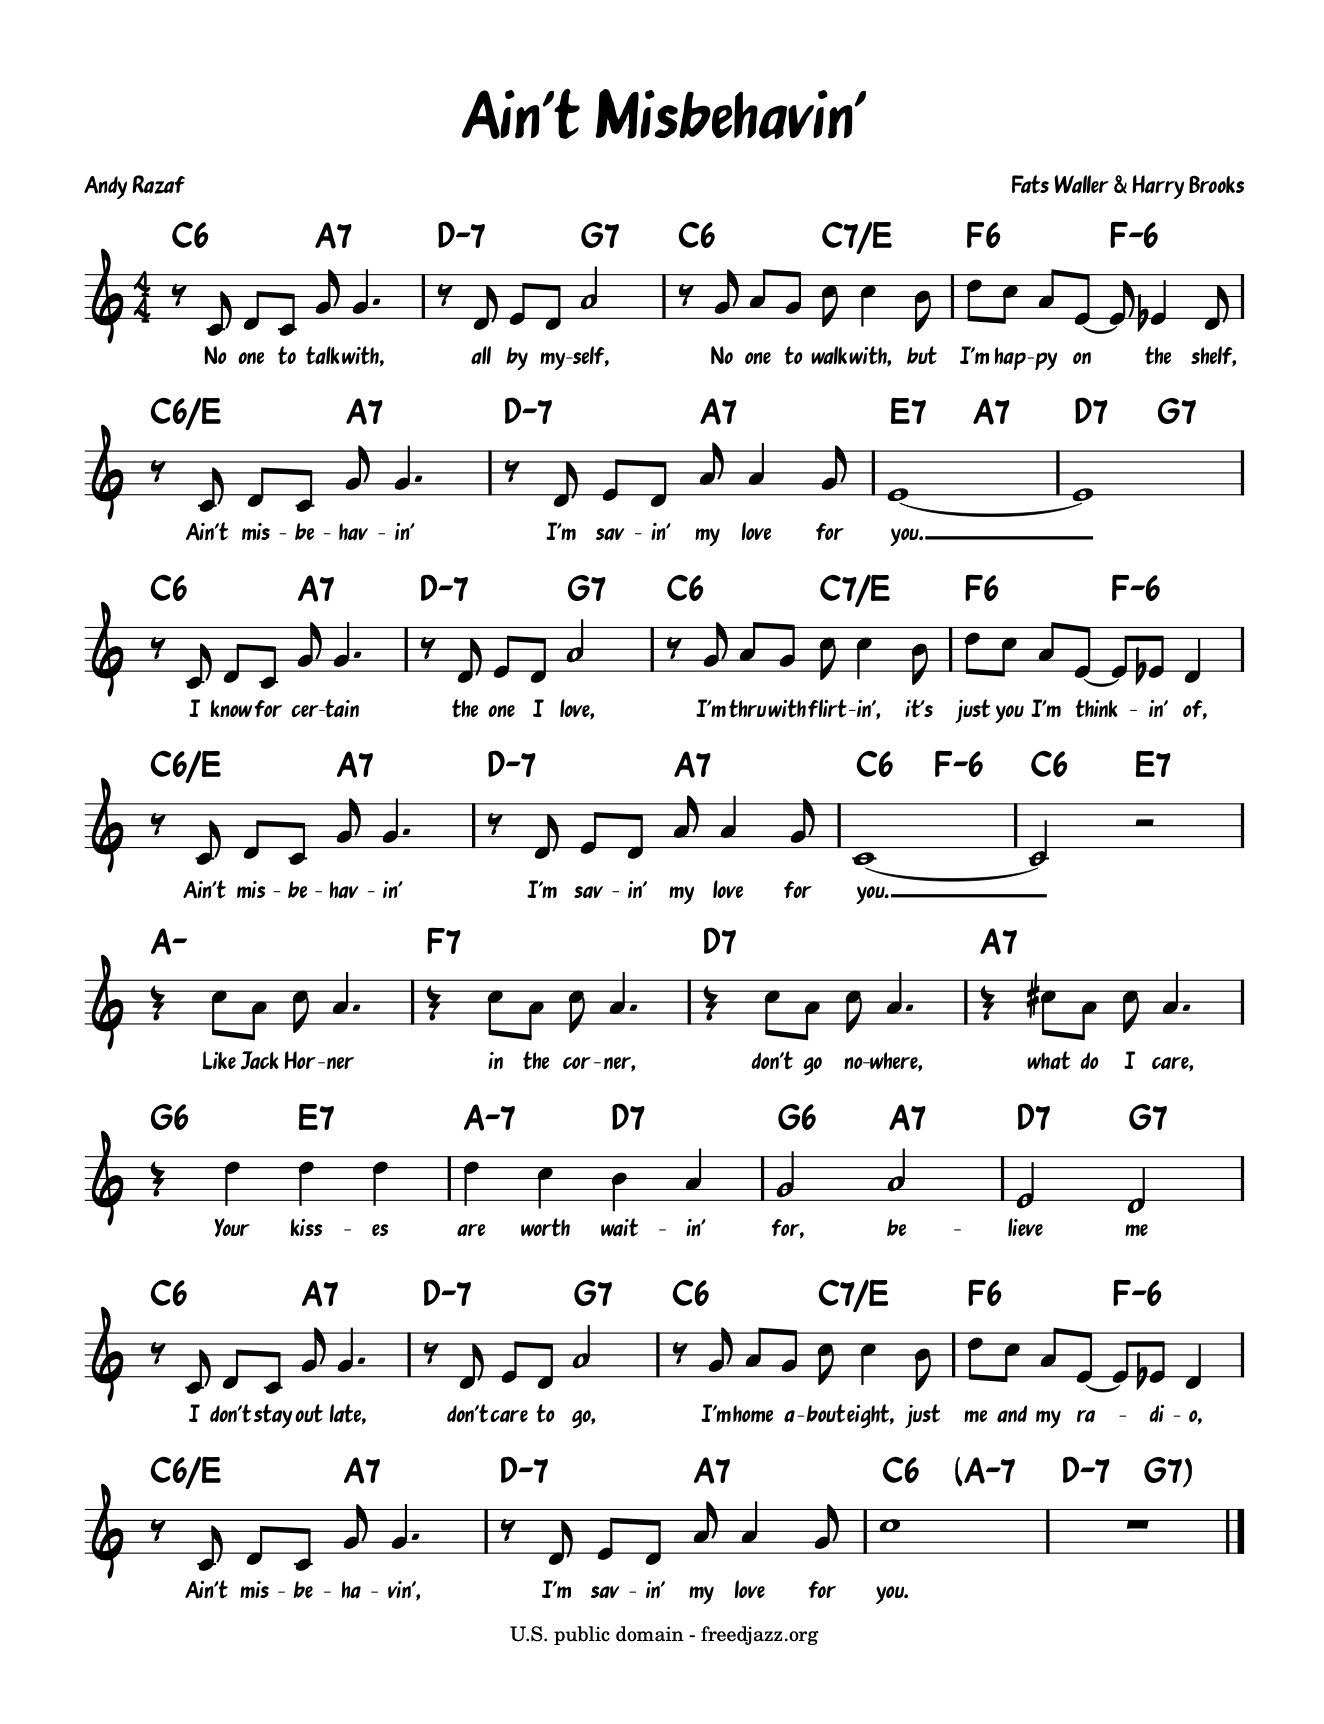 Ain't Misbehavin'
Andy Razaf Fats Waller & Harry Brooks
C6 A7 D-7 G7 C6 C7/E F6 F-6
4
4
No one to talk with, all by my-self, No one to walk with, but I'm hap-py on the shelf,
C6/E A7 D-7 A7 E7 A7 D7 G7
Ain't mis - be - hav - in' I'm sav - in' my love for you.
C6 A7 D-7 G7 C6 C7/E F6 F-6
I know for cer-tain the one I love, I'm thru with flirt-in', it's just you I'm think - in' of,
C6/E A7 D-7 A7 C6 F-6 C6 E7
Ain't mis - be - hav - in' I'm sav - in' my love for you.
A- F7 D7 A7
Like Jack Hor-ner in the cor-ner, don't go no-where, what do I care,
G6 E7 A-7 D7 G6 A7 D7 G7
Your kiss - es are worth wait - in' for, be - lieve me
C6 A7 D-7 G7 C6 C7/E F6 F-6
I don't stay out late, don't care to go, I'm home a-bout eight, just me and my ra - di - o,
C6/E A7 D-7 A7 C6 (A-7 D-7 G7)
Ain't mis - be - ha - vin', I'm sav - in' my love for you.
U.S. public domain - freedjazz.org